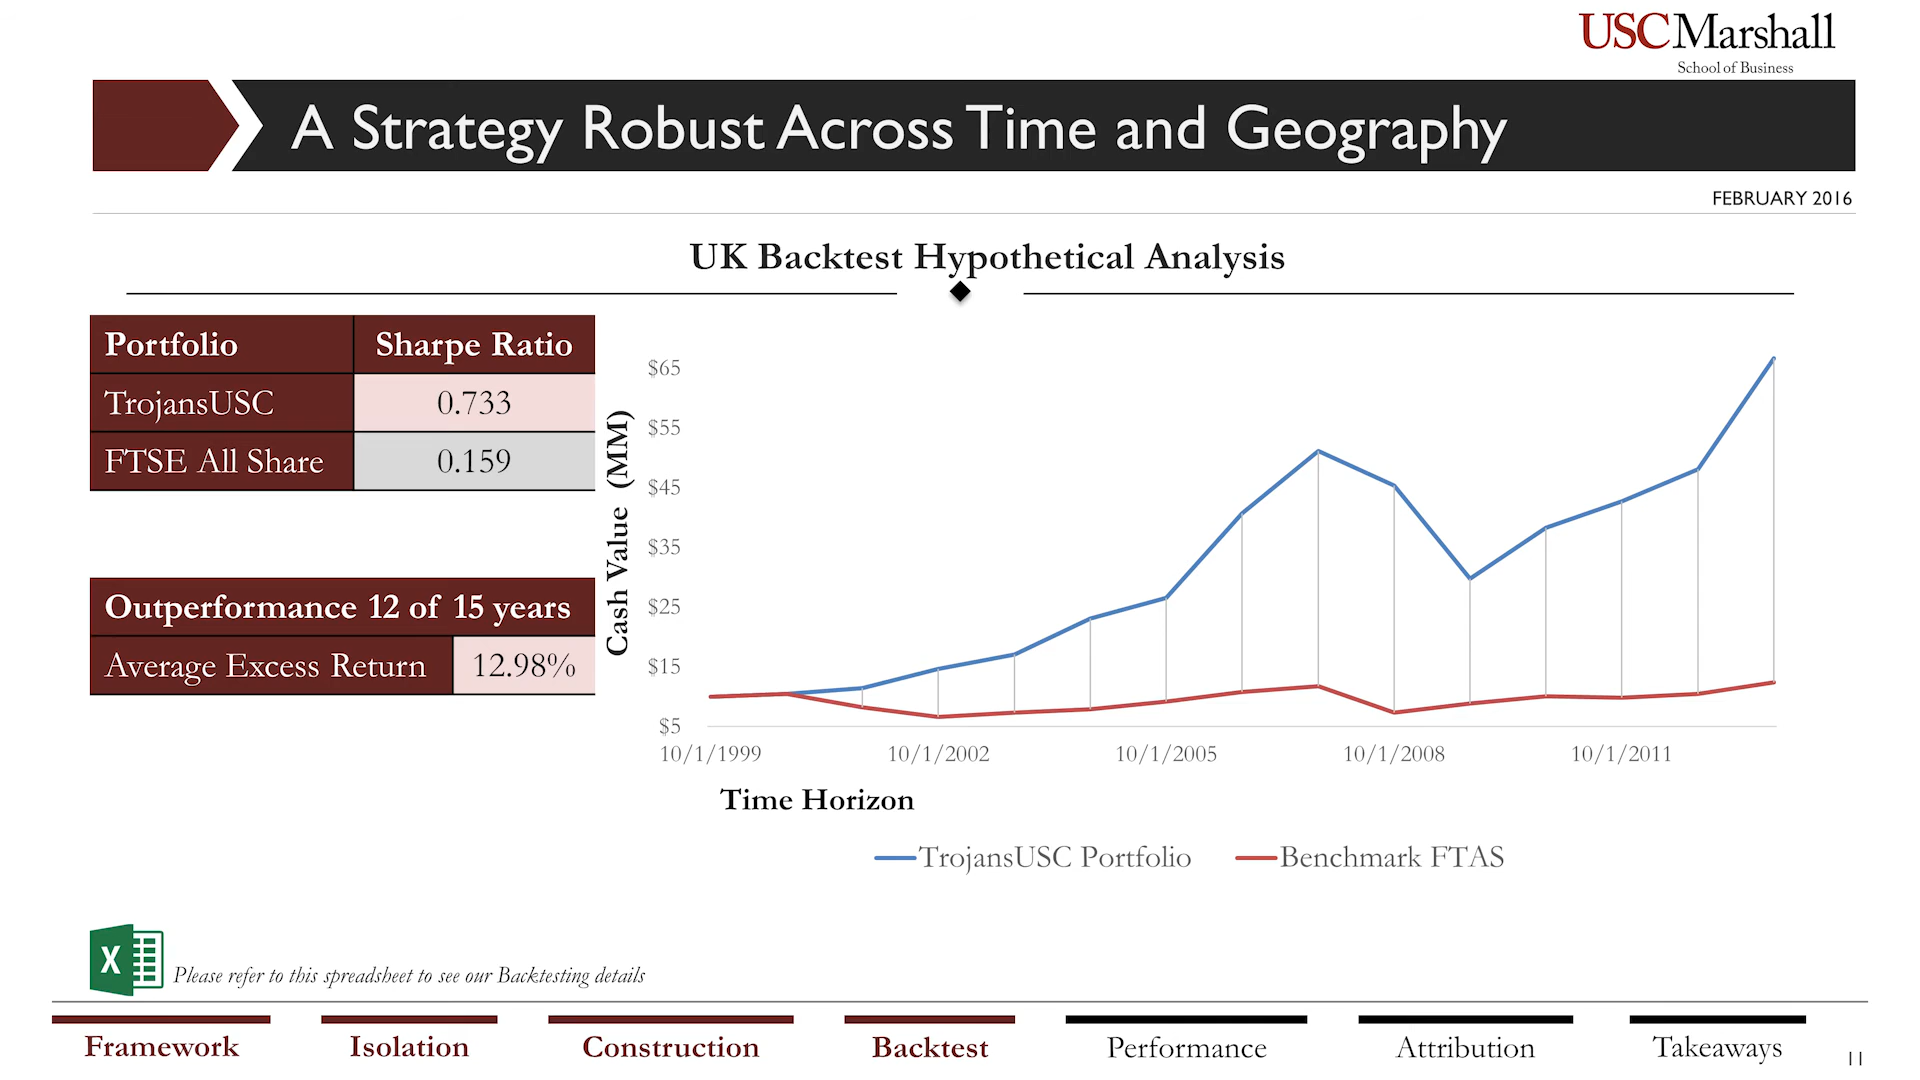 USC Marshall
School of Business
A Strategy Robust Across Time and Geography
FEBRUARY 2016
UK Backtest Hypothetical Analysis
Portfolio Sharpe Ratio
TrojansUSC 0.733
FTSE All Share 0.159
Outperformance 12 of 15 years
Average Excess Return 12.98%
Cash Value (MM)
$65
$55
$45
$35
$25
$15
$5
10/1/1999 10/1/2002 10/1/2005 10/1/2008 10/1/2011
Time Horizon
TrojansUSC Portfolio Benchmark FTAS
X
Please refer to this spreadsheet to see our Backtesting details
Framework Isolation Construction Backtest Performance Attribution Takeaways
11